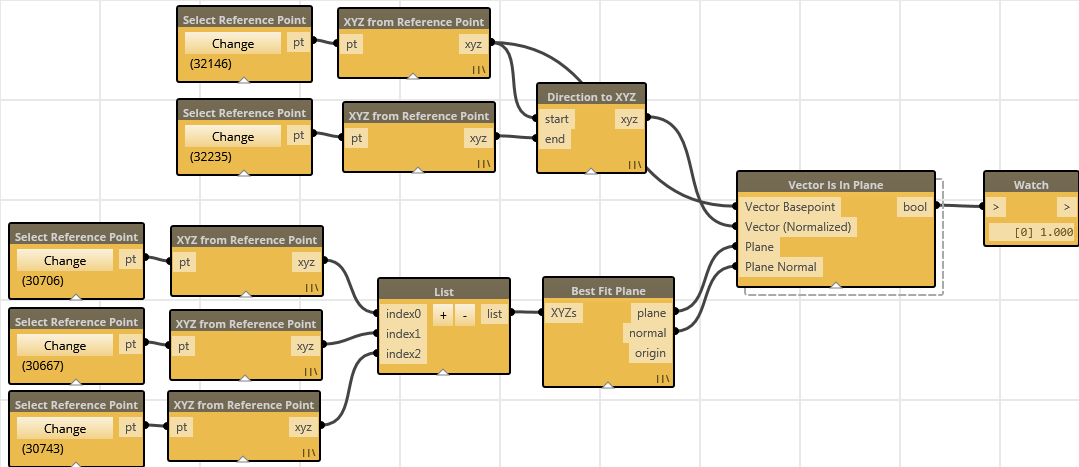 Select Reference Point
Change
pt
(32146)
XYZ from Reference Point
pt
xyz
Select Reference Point
Change
pt
(32235)
XYZ from Reference Point
pt
xyz
Direction to XYZ
start
xyz
end
Select Reference Point
Change
pt
(30706)
XYZ from Reference Point
pt
xyz
Select Reference Point
Change
pt
(30667)
XYZ from Reference Point
pt
xyz
Select Reference Point
Change
pt
(30743)
XYZ from Reference Point
pt
xyz
List
index0
+
-
list
index1
index2
Best Fit Plane
XYZs
plane
normal
origin
Vector Is In Plane
Vector Basepoint
bool
Vector (Normalized)
Plane
Plane Normal
Watch
>
>
[0] 1.000